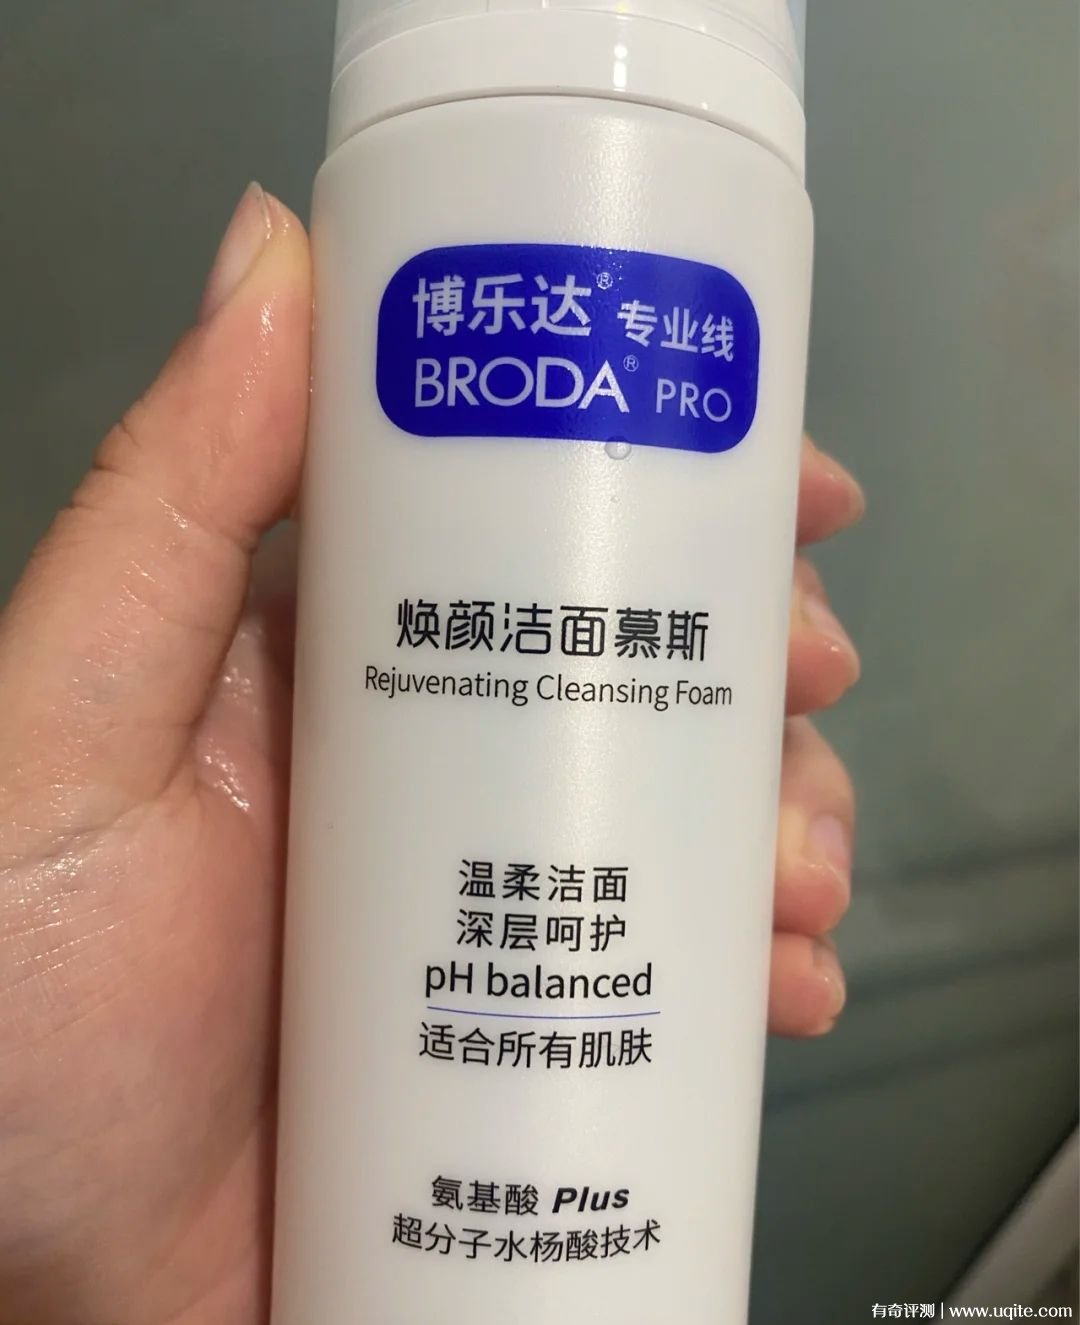 博乐达® 专业线
BRODA® PRO
焕颜洁面慕斯
Rejuvenating Cleansing Foam
温柔洁面
深层呵护
pH balanced
适合所有肌肤
氨基酸 Plus
超分子水杨酸技术
有奇评测 | www.uqite.com